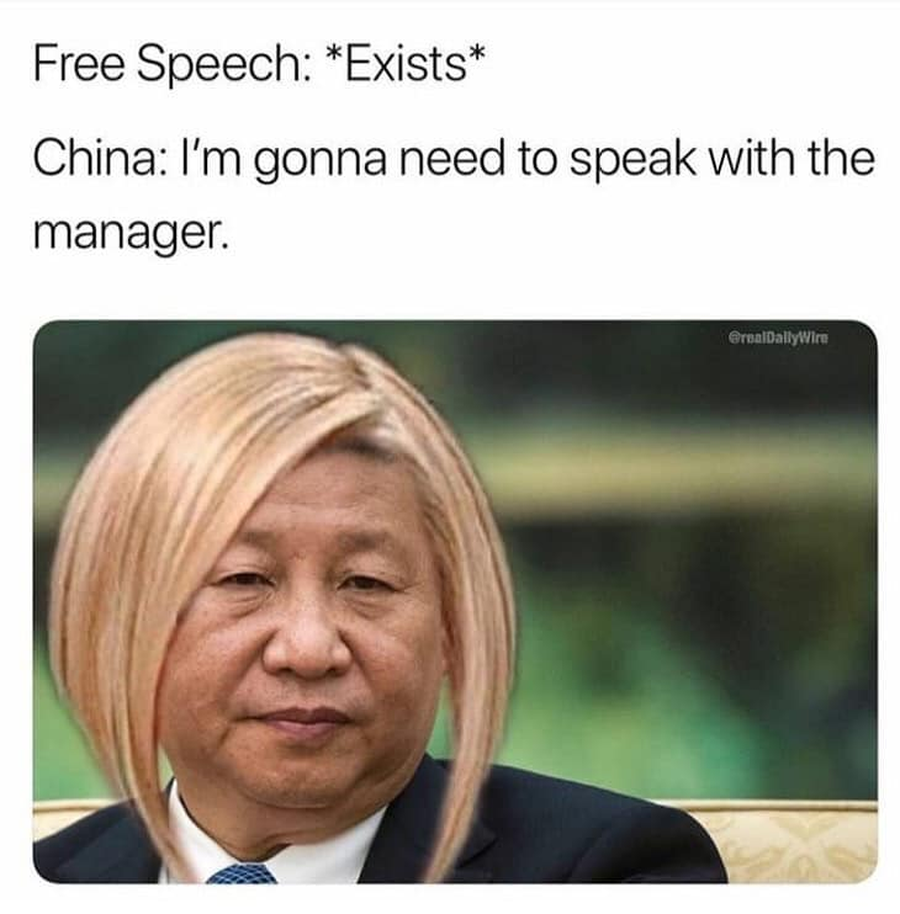 Free Speech: *Exists*
China: I'm gonna need to speak with the
manager.
@realDailyWire